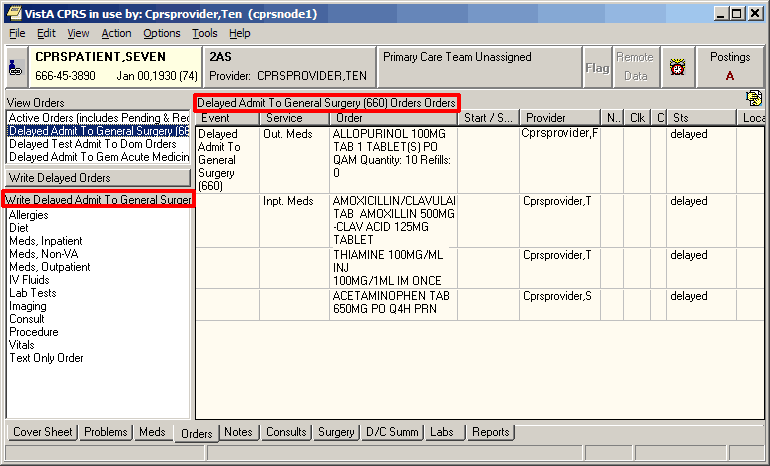 VistA CPRS in use by: Cprsprovider,Ten (cprsnode1)
File Edit View Action Options Tools Help
CPRSPATIENT,SEVEN
666-45-3890 Jan 00,1930 (74)
2AS
Provider: CPRSPROVIDER,TEN
Primary Care Team Unassigned
Flag
Remote
Data
Postings
A
View Orders
Active Orders (includes Pending & Rec
Delayed Admit To General Surgery (66
Delayed Test Admit To Dom Orders
Delayed Admit To Gem Acute Medicin
Write Delayed Orders
Write Delayed Admit To General Surger
Allergies
Diet
Meds, Inpatient
Meds, Non-VA
Meds, Outpatient
IV Fluids
Lab Tests
Imaging
Consult
Procedure
Vitals
Text Only Order
Delayed Admit To General Surgery (660) Orders Orders
Event Service Order Start / S... Provider N.. Clk C Sts Loca
Delayed
Admit To
General
Surgery
(660)
Out. Meds
ALLOPURINOL 100MG
TAB 1 TABLET(S) PO
QAM Quantity: 10 Refills:
0
Cprsprovider,F
delayed
Inpt. Meds
AMOXICILLIN/CLAVULAI
TAB AMOXILLIN 500MG
-CLAV ACID 125MG
TABLET
Cprsprovider,T
delayed
THIAMINE 100MG/ML
INJ
100MG/1ML IM ONCE
Cprsprovider,T
delayed
ACETAMINOPHEN TAB
650MG PO Q4H PRN
Cprsprovider,S
delayed
Cover Sheet Problems Meds Orders Notes Consults Surgery D/C Summ Labs Reports